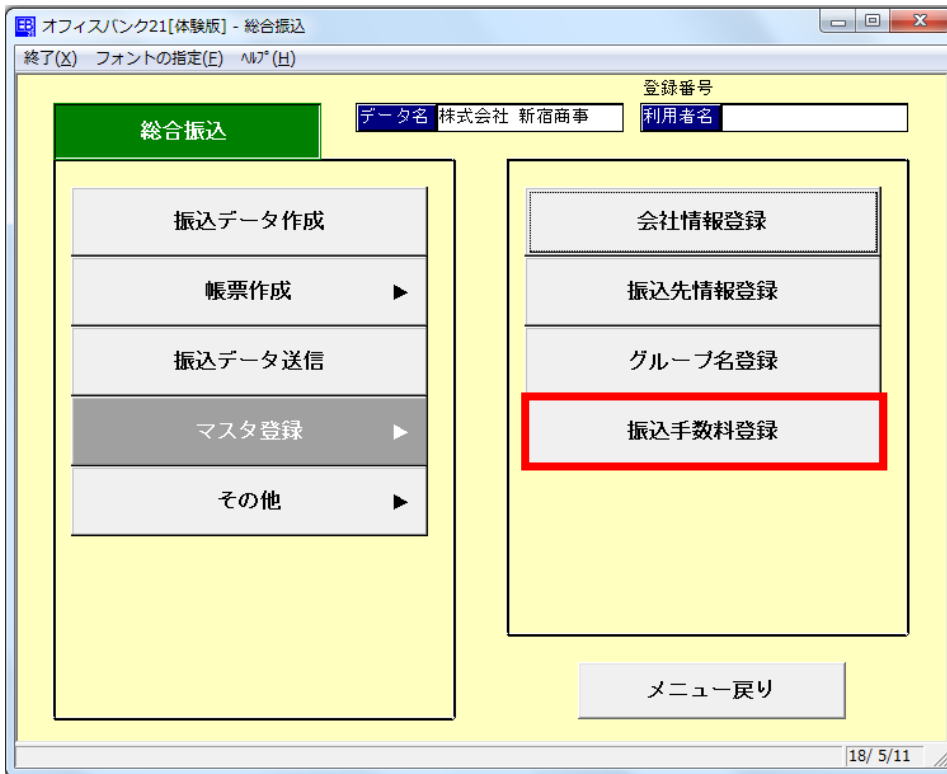 オフィスバンク21[体験版] - 総合振込
終了(X) フォントの指定(F) ﾍﾙﾌﾟ(H)
登録番号
総合振込
データ名 株式会社 新宿商事 利用者名
振込データ作成
帳票作成 ▶
振込データ送信
マスタ登録 ▶
その他 ▶
会社情報登録
振込先情報登録
グループ名登録
振込手数料登録
メニュー戻り
18/ 5/11